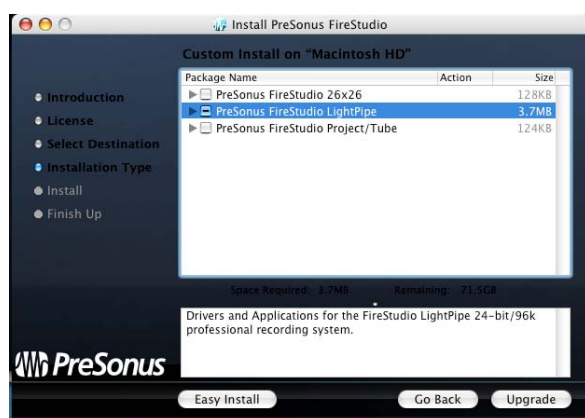 Install PreSonus FireStudio
Custom Install on “Macintosh HD”
Introduction
License
Select Destination
Installation Type
Install
Finish Up
Package Name Action Size
PreSonus FireStudio 26x26 128KB
PreSonus FireStudio LightPipe 3.7MB
PreSonus FireStudio Project/Tube 124KB
Space Required: 3.7MB Remaining: 71.5GB
Drivers and Applications for the FireStudio LightPipe 24-bit/96k
professional recording system.
PreSonus
Easy Install Go Back Upgrade